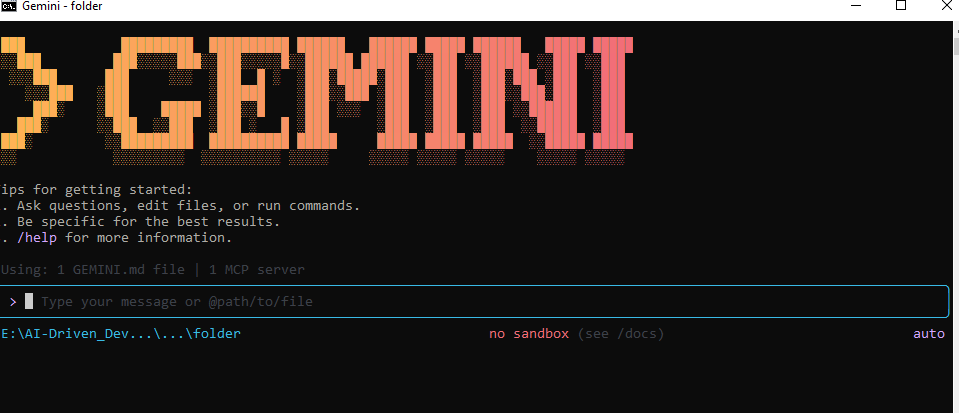 Gemini - folder
GEMINI
ips for getting started:
. Ask questions, edit files, or run commands.
. Be specific for the best results.
. /help for more information.
Using: 1 GEMINI.md file | 1 MCP server
> Type your message or @path/to/file
E:\AI-Driven_Dev...\...\folder no sandbox (see /docs) auto